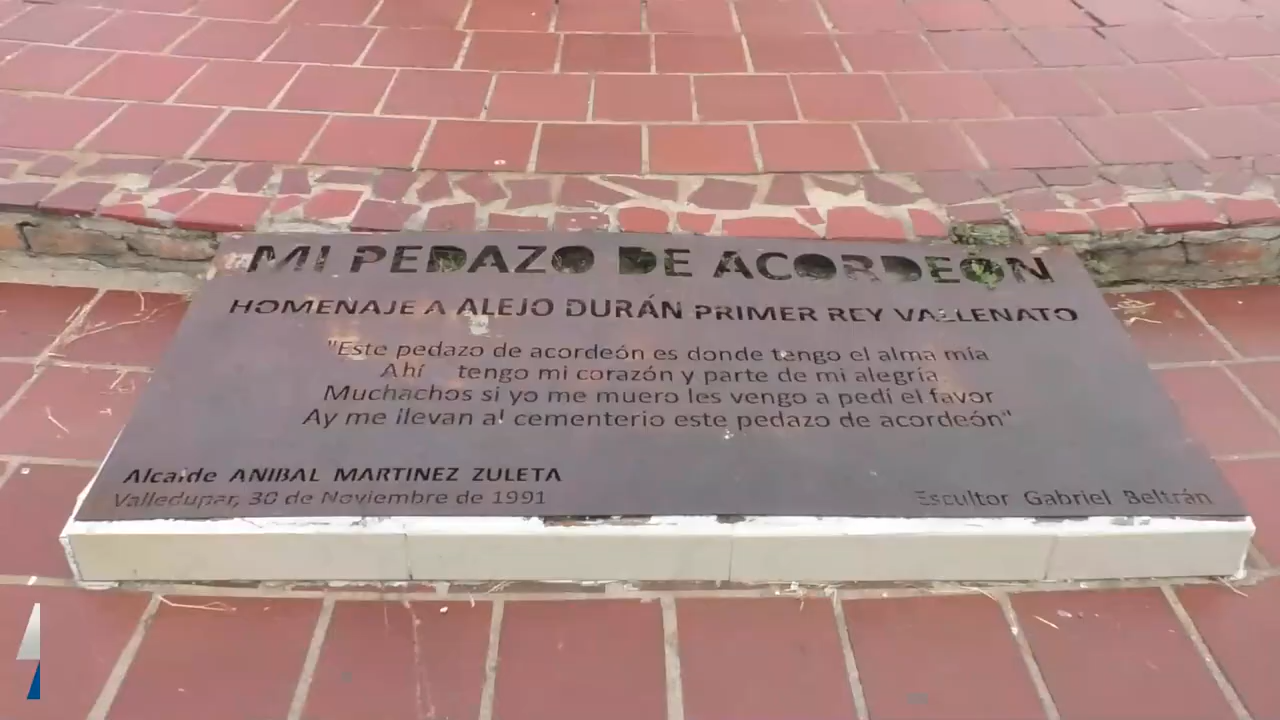 MI PEDAZO DE ACORDEÓN
HOMENAJE A ALEJO DURÁN PRIMER REY VALLENATO
"Este pedazo de acordeón es donde tengo el alma mía
Ahí tengo mi corazón y parte de mi alegría
Muchachos si yo me muero les vengo a pedí el favor
Ay me llevan al cementerio este pedazo de acordeón"
Alcalde ANIBAL MARTINEZ ZULETA
Valledupar, 30 de Noviembre de 1991
Escultor Gabriel Beltrán